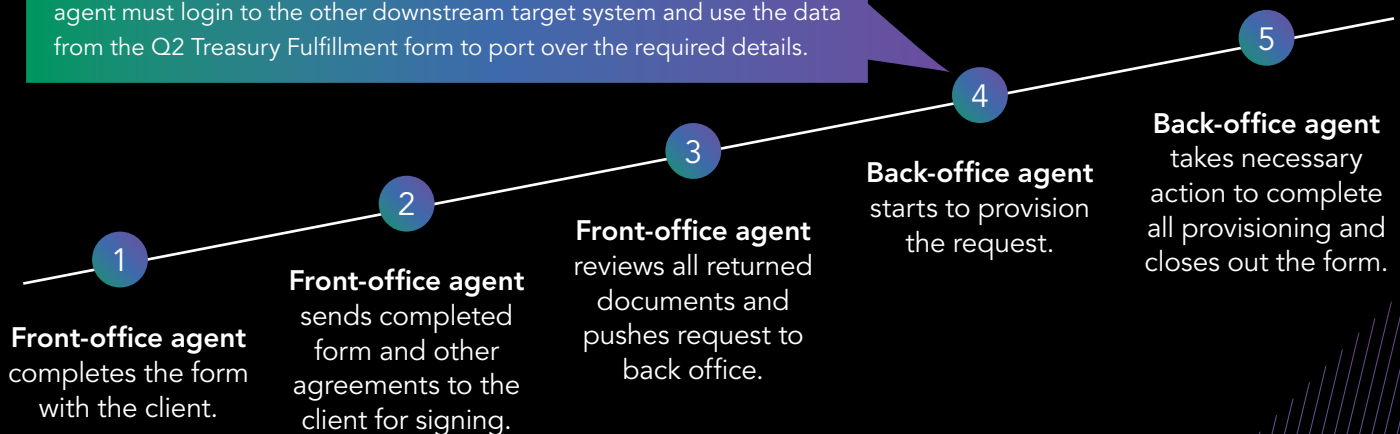 agent must login to the other downstream target system and use the data
from the Q2 Treasury Fulfillment form to port over the required details.
1
Front-office agent
completes the form
with the client.
2
Front-office agent
sends completed
form and other
agreements to the
client for signing.
3
Front-office agent
reviews all returned
documents and
pushes request to
back office.
4
Back-office agent
starts to provision
the request.
5
Back-office agent
takes necessary
action to complete
all provisioning and
closes out the form.